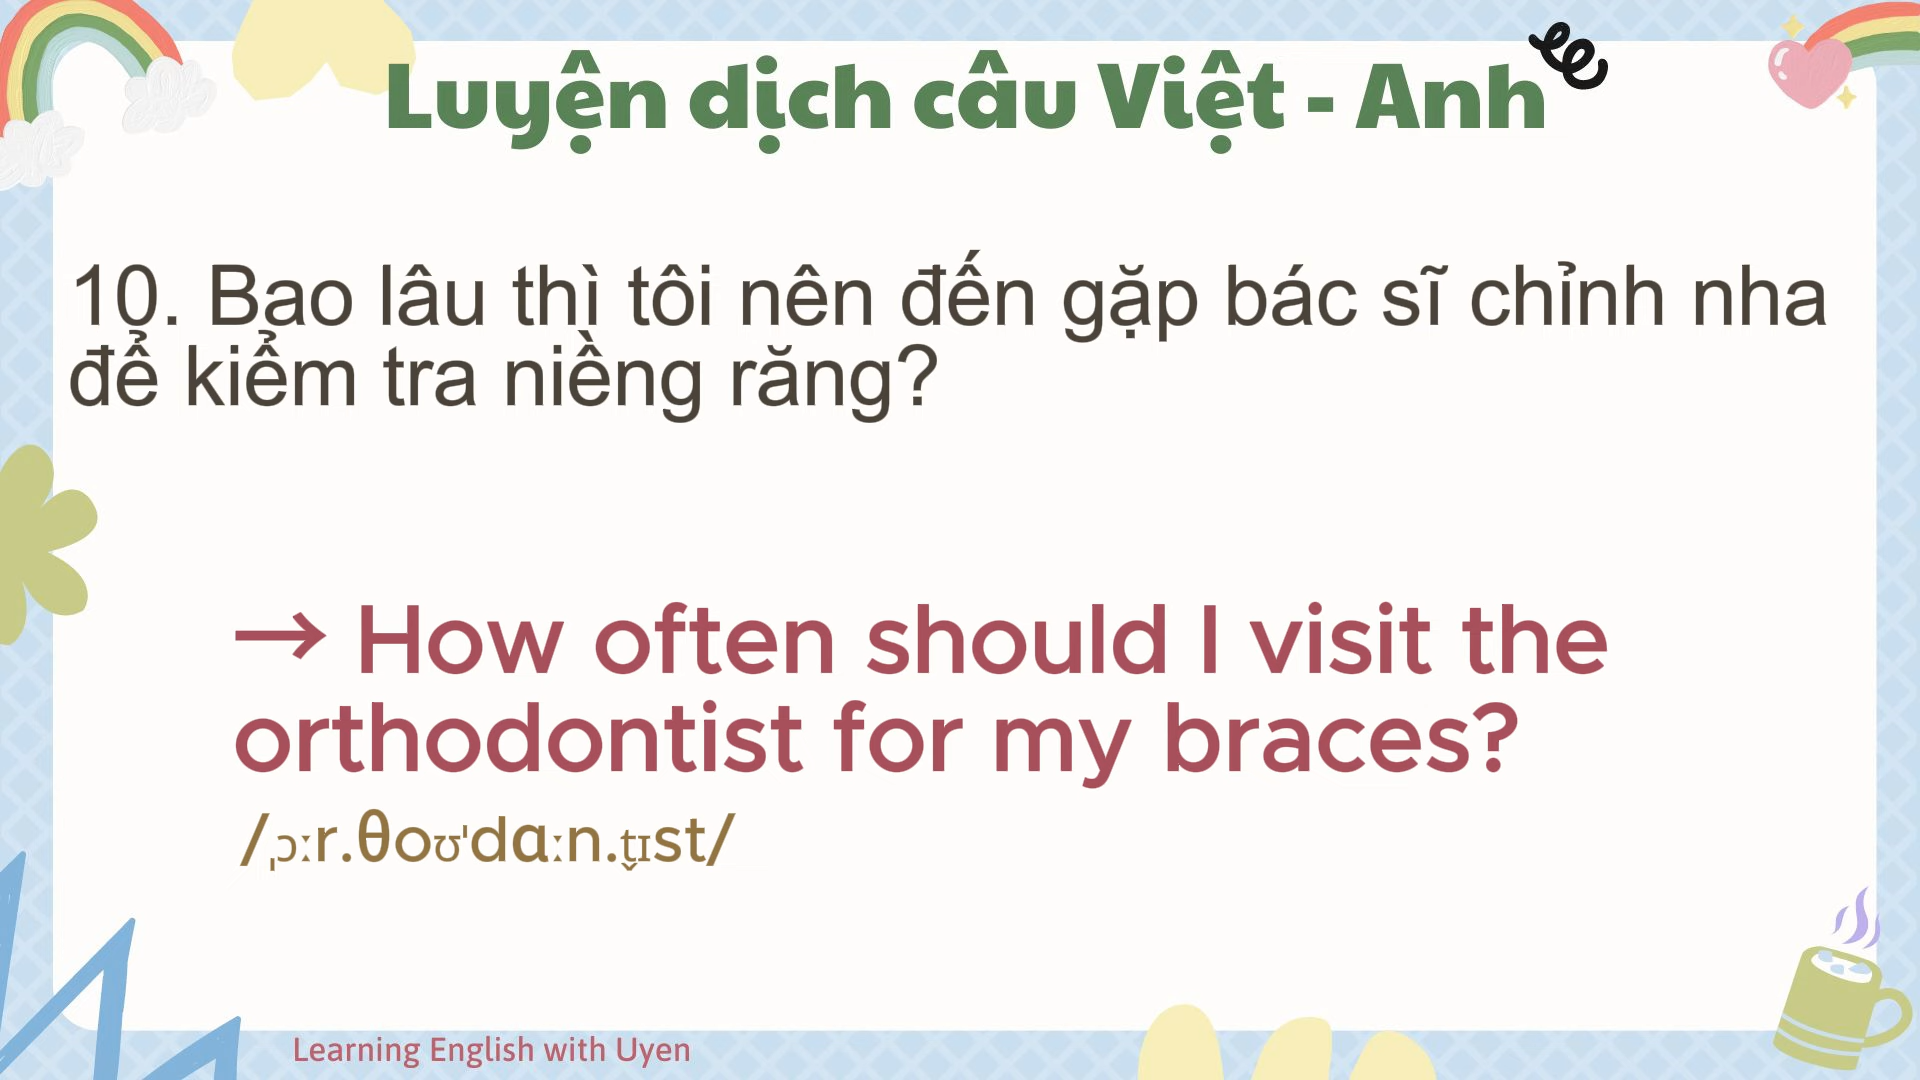 Luyện dịch câu Việt - Anh
10. Bao lâu thì tôi nên đến gặp bác sĩ chỉnh nha
để kiểm tra niềng răng?
→ How often should I visit the
orthodontist for my braces?
/ˌɔːr.θoʊˈdɑːn.t̬ɪst/
Learning English with Uyen